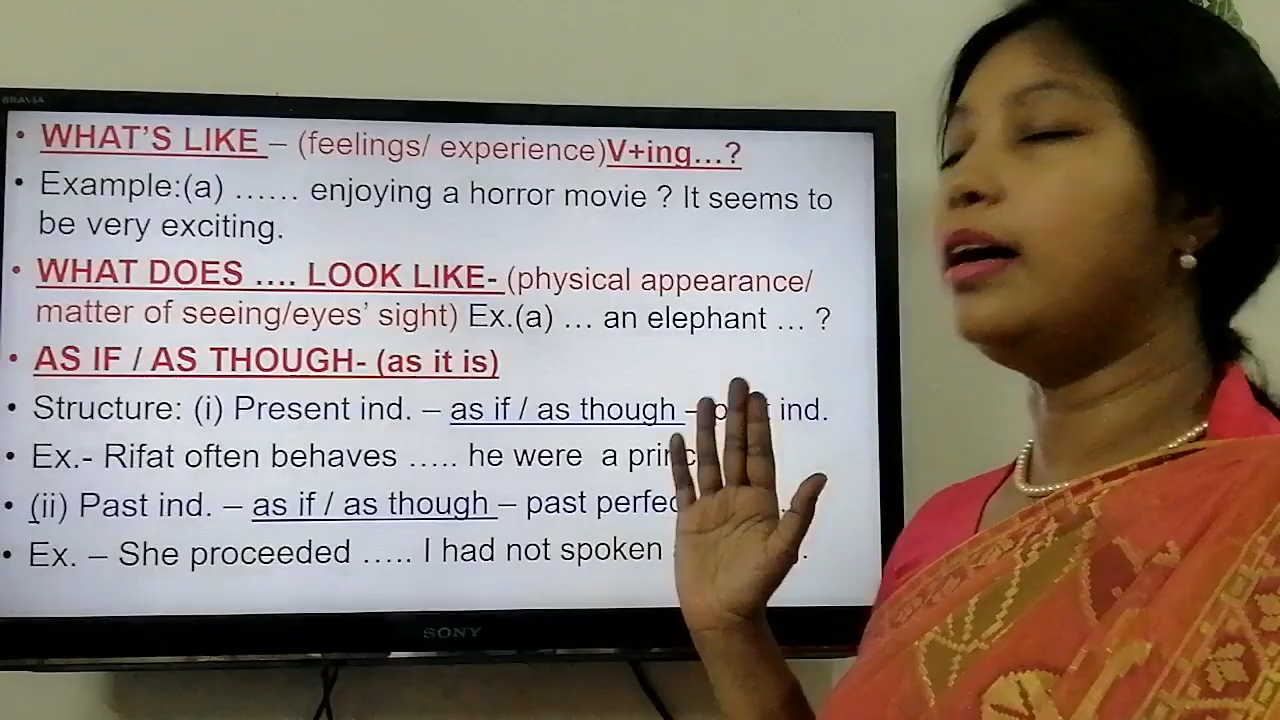 BRAVIA
• WHAT'S LIKE – (feelings/ experience)V+ing...?
• Example:(a) ...... enjoying a horror movie ? It seems to
be very exciting.
• WHAT DOES .... LOOK LIKE- (physical appearance/
matter of seeing/eyes' sight) Ex.(a) ... an elephant ... ?
• AS IF / AS THOUGH- (as it is)
• Structure: (i) Present ind. – as if / as though – ind.
• Ex.- Rifat often behaves ..... he were a
• (ii) Past ind. – as if / as though – past
• Ex. – She proceeded ..... I had not spoken
SONY